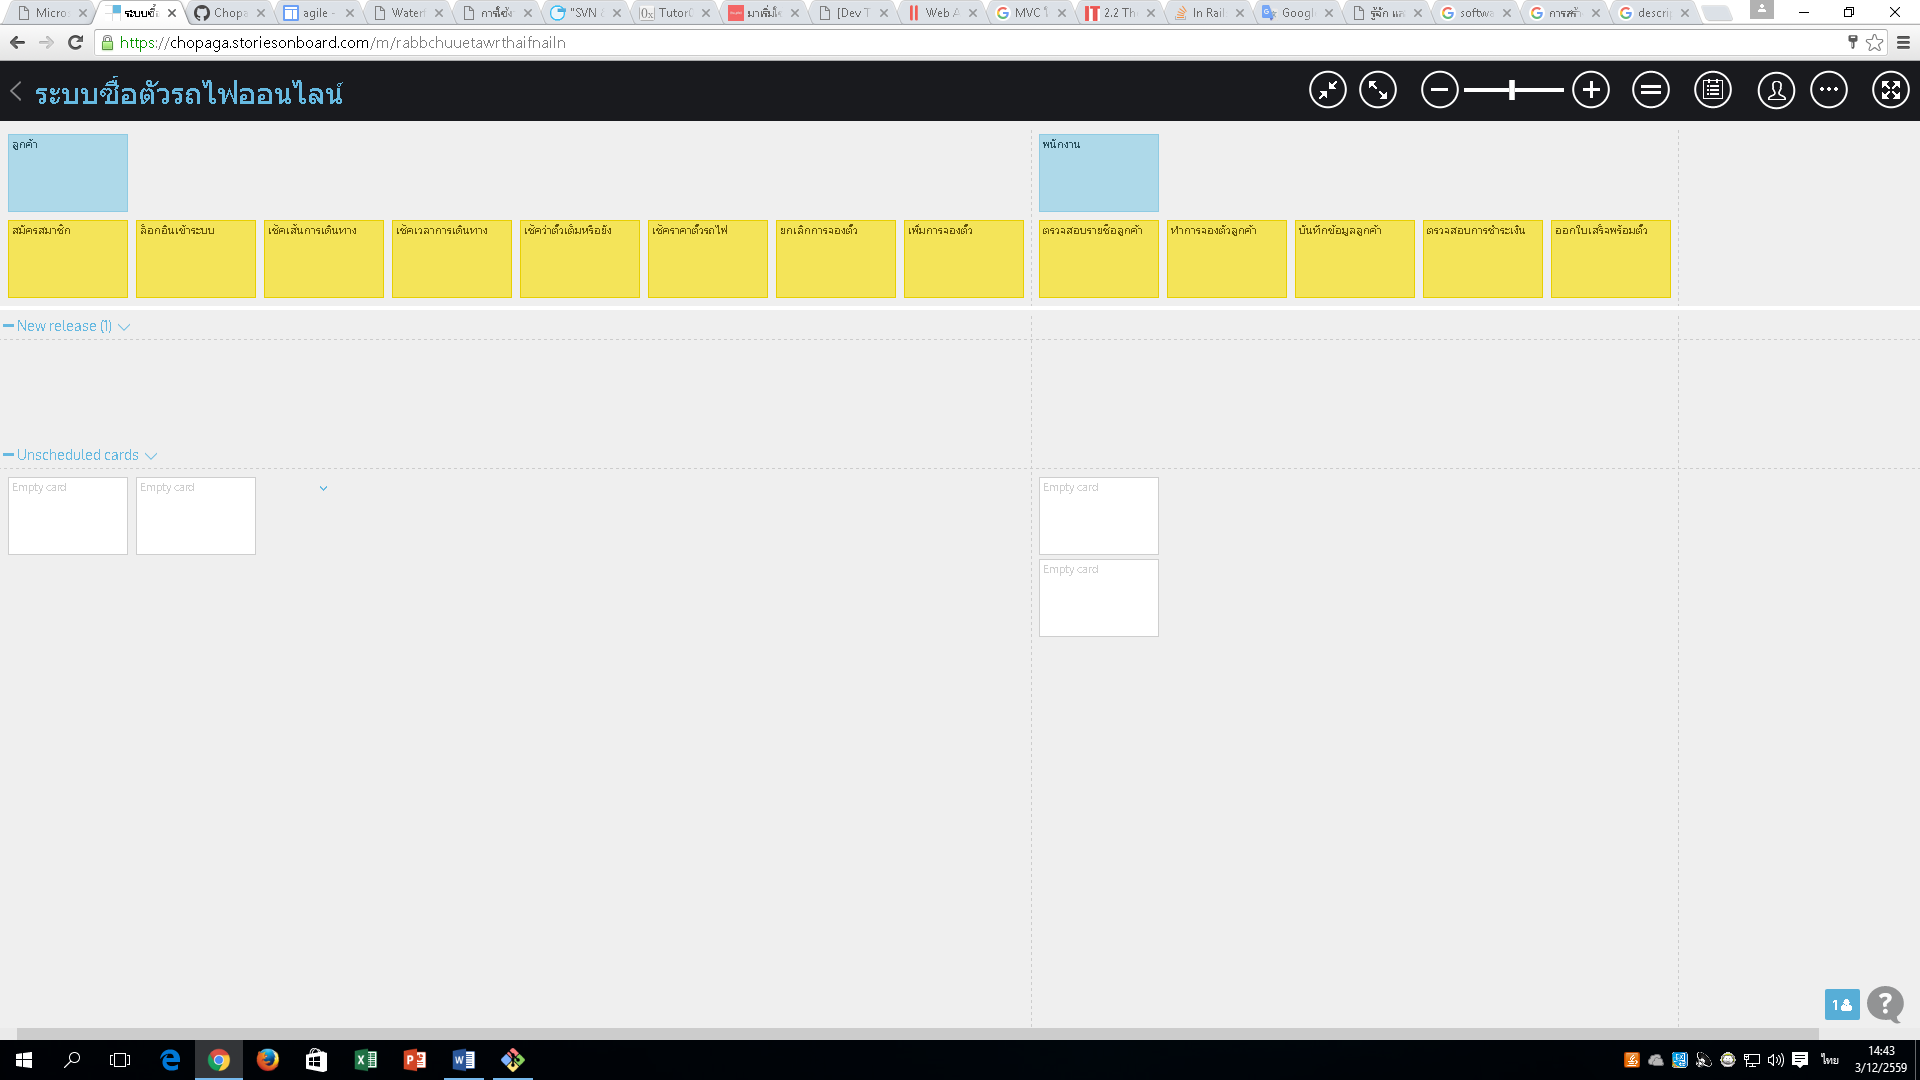 Micro
ระบบซื้อ
Chopa
agile -
Waterf
การใช้ง
"SVN &
TutorC
มาเริ่มใช
[Dev T
Web A
MVC ใ
2.2 Th
In Rail
Googl
รู้จัก แล
softwa
การสร้า
descri
https://chopaga.storiesonboard.com/m/rabbchuuetawrthaifnailn
ระบบซื้อตัวรถไฟออนไลน์
ลูกค้า
พนักงาน
สมัครสมาชิก
ล็อกอินเข้าระบบ
เช้คเส้นการเดินทาง
เช้คเวลาการเดินทาง
เช้คว่าตั๋วเต็มหรือยัง
เช้คราคาตั๋วรถไฟ
ยกเลิกการจองตั๋ว
เพิ่มการจองตั๋ว
ตรวจสอบรายชื่อลูกค้า
ทำการจองตัวลูกค้า
บันทึกข้อมูลลูกค้า
ตรวจสอบการชำระเงิน
ออกใบเสร็จพร้อมตั๋ว
New release (1)
Unscheduled cards
Empty card
Empty card
Empty card
Empty card
1
ไทย
14:43
3/12/2559